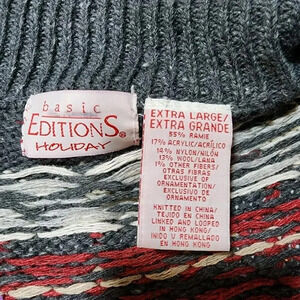 basic
EDITIONS®
HOLIDAY
EXTRA LARGE/
EXTRA GRANDE
55% RAMIE
17% ACRYLIC/ACRÍLICO
14% NYLON/NILÓN
13% WOOL/LANA
1% OTHER FIBERS/
OTRAS FIBRAS
EXCLUSIVE OF
ORNAMENTATION/
EXCLUSIVO DE
ORNAMENTO
KNITTED IN CHINA/
TEJIDO EN CHINA
LINKED AND LOOPED
IN HONG KONG/
UNIDO U REMALLADO
EN HONG KONG